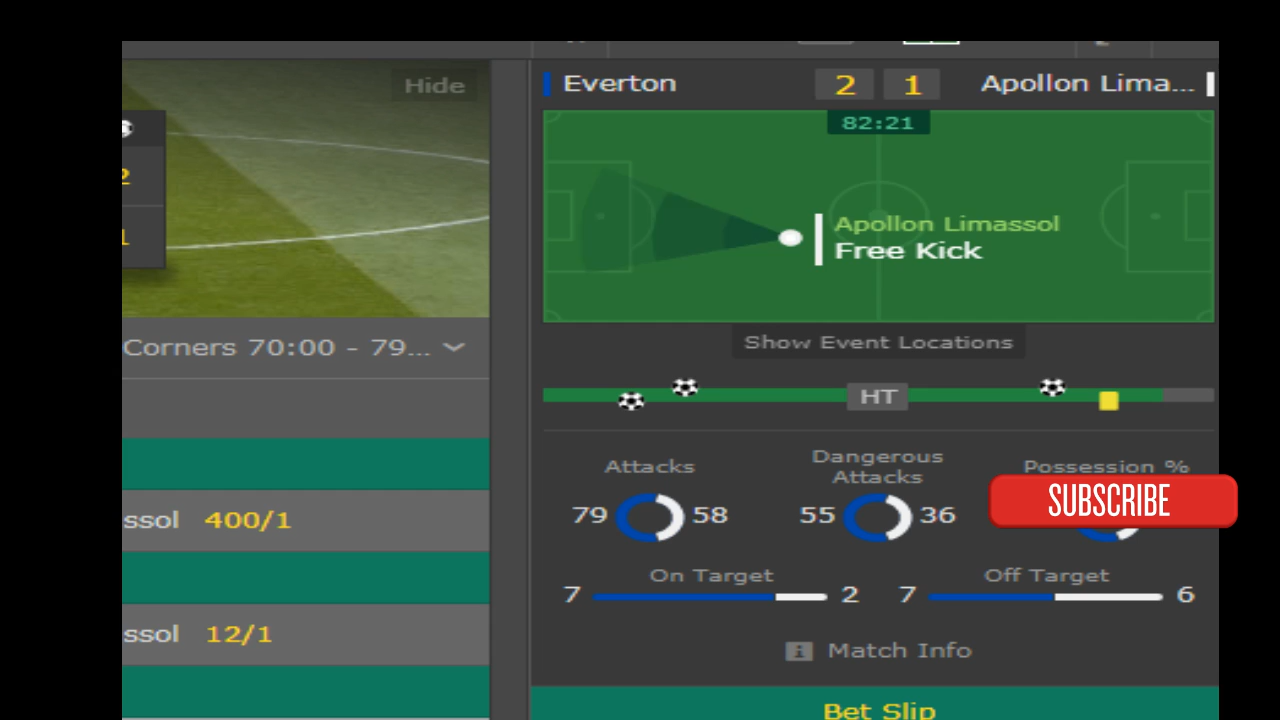 Hide
2
1
Corners 70:00 - 79...
ssol 400/1
ssol 12/1
Everton 2 1 Apollon Lima...
82:21
Apollon Limassol
Free Kick
Show Event Locations
HT
Attacks
79 58
Dangerous
Attacks
55 36
Possession %
SUBSCRIBE
On Target
7 2
Off Target
7 6
Match Info
Bet Slip